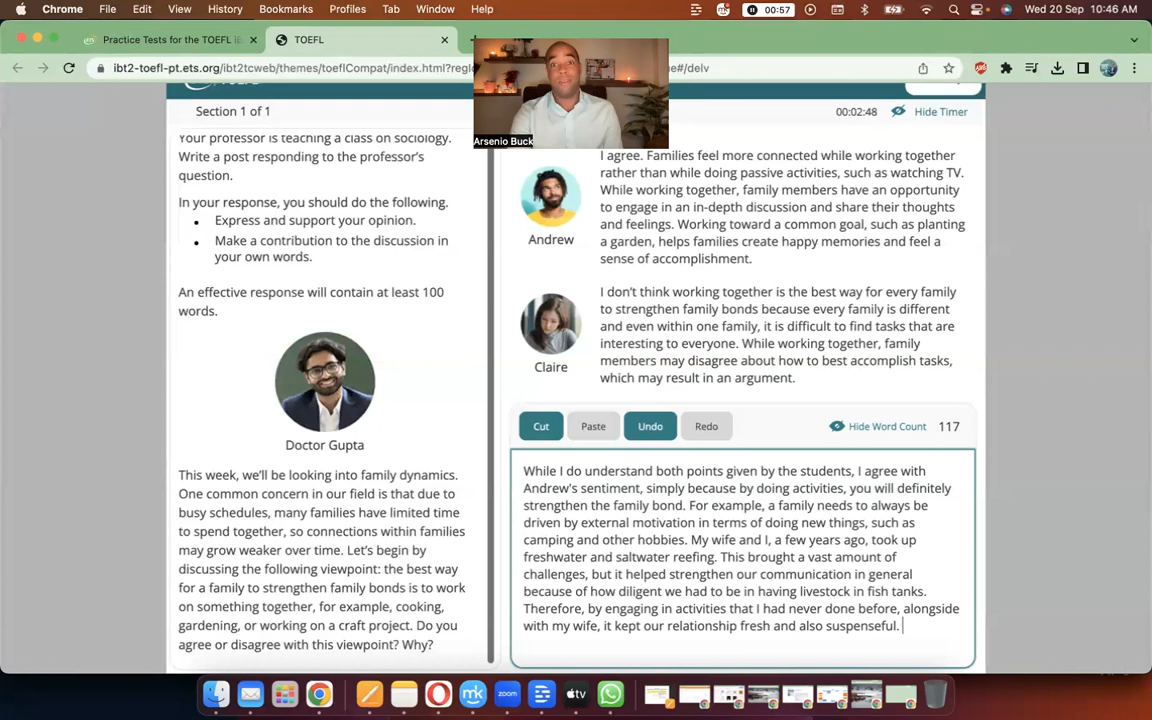 Chrome File Edit View History Bookmarks Profiles Tab Window Help 00:57 Wed 20 Sep 10:46 AM
Practice Tests for the TOEFL iB
TOEFL
ibt2-toefl-pt.ets.org/ibt2tcweb/themes/toeflCompat/index.html?regIo
me#/delv
Arsenio Buck
Section 1 of 1
00:02:48 Hide Timer
Your professor is teaching a class on sociology.
Write a post responding to the professor's
question.
In your response, you should do the following.
• Express and support your opinion.
• Make a contribution to the discussion in
your own words.
An effective response will contain at least 100
words.
Doctor Gupta
This week, we'll be looking into family dynamics.
One common concern in our field is that due to
busy schedules, many families have limited time
to spend together, so connections within families
may grow weaker over time. Let's begin by
discussing the following viewpoint: the best way
for a family to strengthen family bonds is to work
on something together, for example, cooking,
gardening, or working on a craft project. Do you
agree or disagree with this viewpoint? Why?
Andrew
I agree. Families feel more connected while working together
rather than while doing passive activities, such as watching TV.
While working together, family members have an opportunity
to engage in an in-depth discussion and share their thoughts
and feelings. Working toward a common goal, such as planting
a garden, helps families create happy memories and feel a
sense of accomplishment.
Claire
I don't think working together is the best way for every family
to strengthen family bonds because every family is different
and even within one family, it is difficult to find tasks that are
interesting to everyone. While working together, family
members may disagree about how to best accomplish tasks,
which may result in an argument.
Cut Paste Undo Redo Hide Word Count 117
While I do understand both points given by the students, I agree with
Andrew's sentiment, simply because by doing activities, you will definitely
strengthen the family bond. For example, a family needs to always be
driven by external motivation in terms of doing new things, such as
camping and other hobbies. My wife and I, a few years ago, took up
freshwater and saltwater reefing. This brought a vast amount of
challenges, but it helped strengthen our communication in general
because of how diligent we had to be in having livestock in fish tanks.
Therefore, by engaging in activities that I had never done before, alongside
with my wife, it kept our relationship fresh and also suspenseful.
mk
zoom
tv